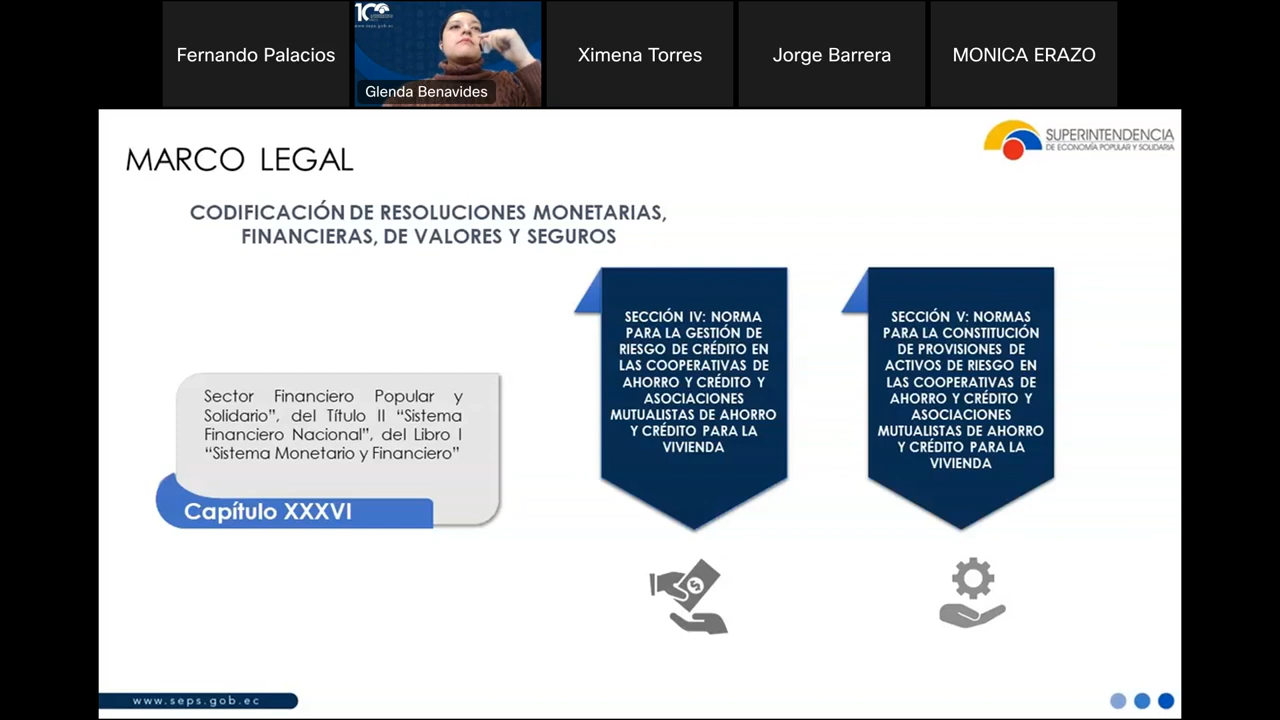 Fernando Palacios
100
www.seps.gob.ec
Glenda Benavides
Ximena Torres
Jorge Barrera
MONICA ERAZO
SUPERINTENDENCIA
DE ECONOMÍA POPULAR Y SOLIDARIA
MARCO LEGAL
CODIFICACIÓN DE RESOLUCIONES MONETARIAS,
FINANCIERAS, DE VALORES Y SEGUROS
Sector Financiero Popular y
Solidario”, del Título II “Sistema
Financiero Nacional”, del Libro I
“Sistema Monetario y Financiero”
Capítulo XXXVI
SECCIÓN IV: NORMA
PARA LA GESTIÓN DE
RIESGO DE CRÉDITO EN
LAS COOPERATIVAS DE
AHORRO Y CRÉDITO Y
ASOCIACIONES
MUTUALISTAS DE AHORRO
Y CRÉDITO PARA LA
VIVIENDA
SECCIÓN V: NORMAS
PARA LA CONSTITUCIÓN
DE PROVISIONES DE
ACTIVOS DE RIESGO EN
LAS COOPERATIVAS DE
AHORRO Y CRÉDITO Y
ASOCIACIONES
MUTUALISTAS DE AHORRO
Y CRÉDITO PARA LA
VIVIENDA
www.seps.gob.ec